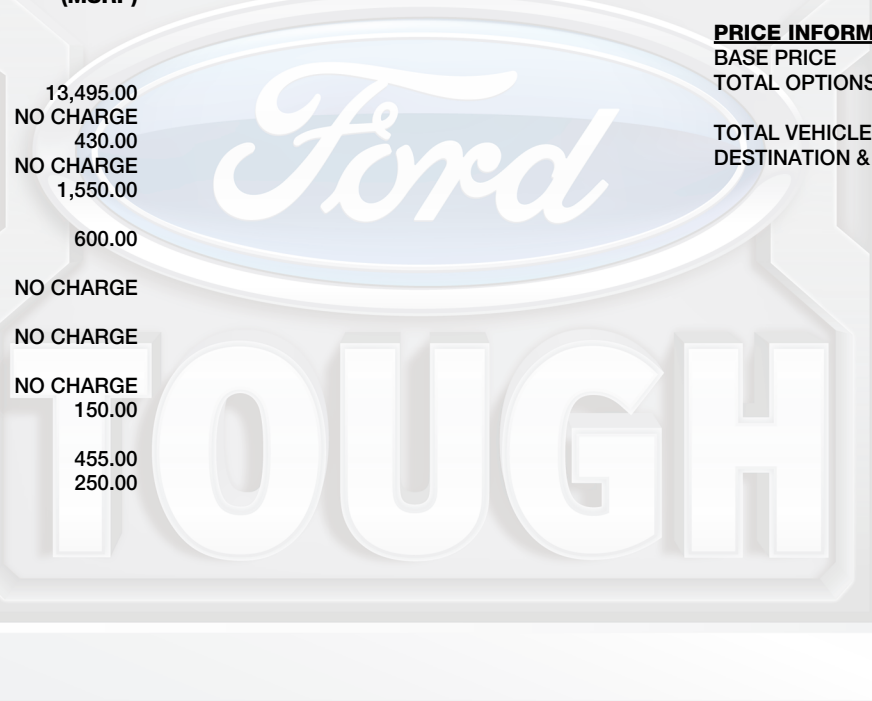 (MSRP)
13,495.00
NO CHARGE
430.00
NO CHARGE
1,550.00
600.00
NO CHARGE
NO CHARGE
NO CHARGE
150.00
455.00
250.00
PRICE INFORM
BASE PRICE
TOTAL OPTIONS
TOTAL VEHICLE
DESTINATION &
Ford
TOUGH